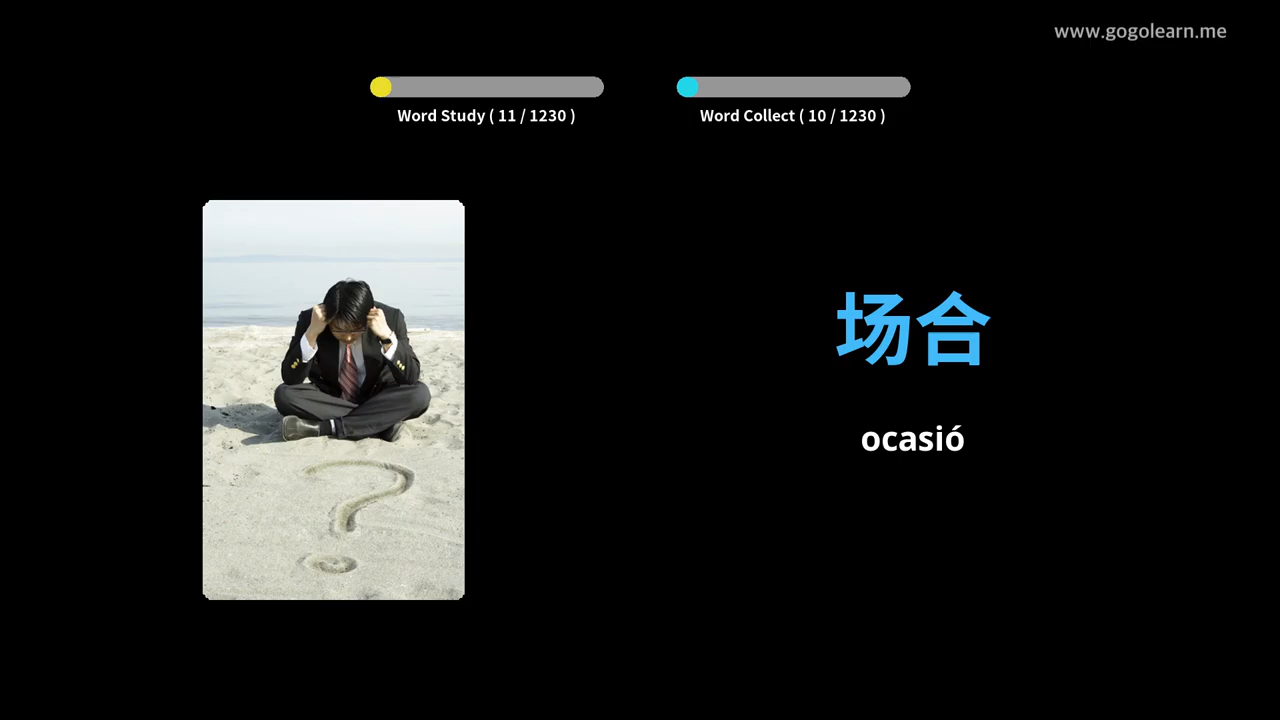 www.gogolearn.me
Word Study ( 11 / 1230 )
Word Collect ( 10 / 1230 )
场合
ocasió
?